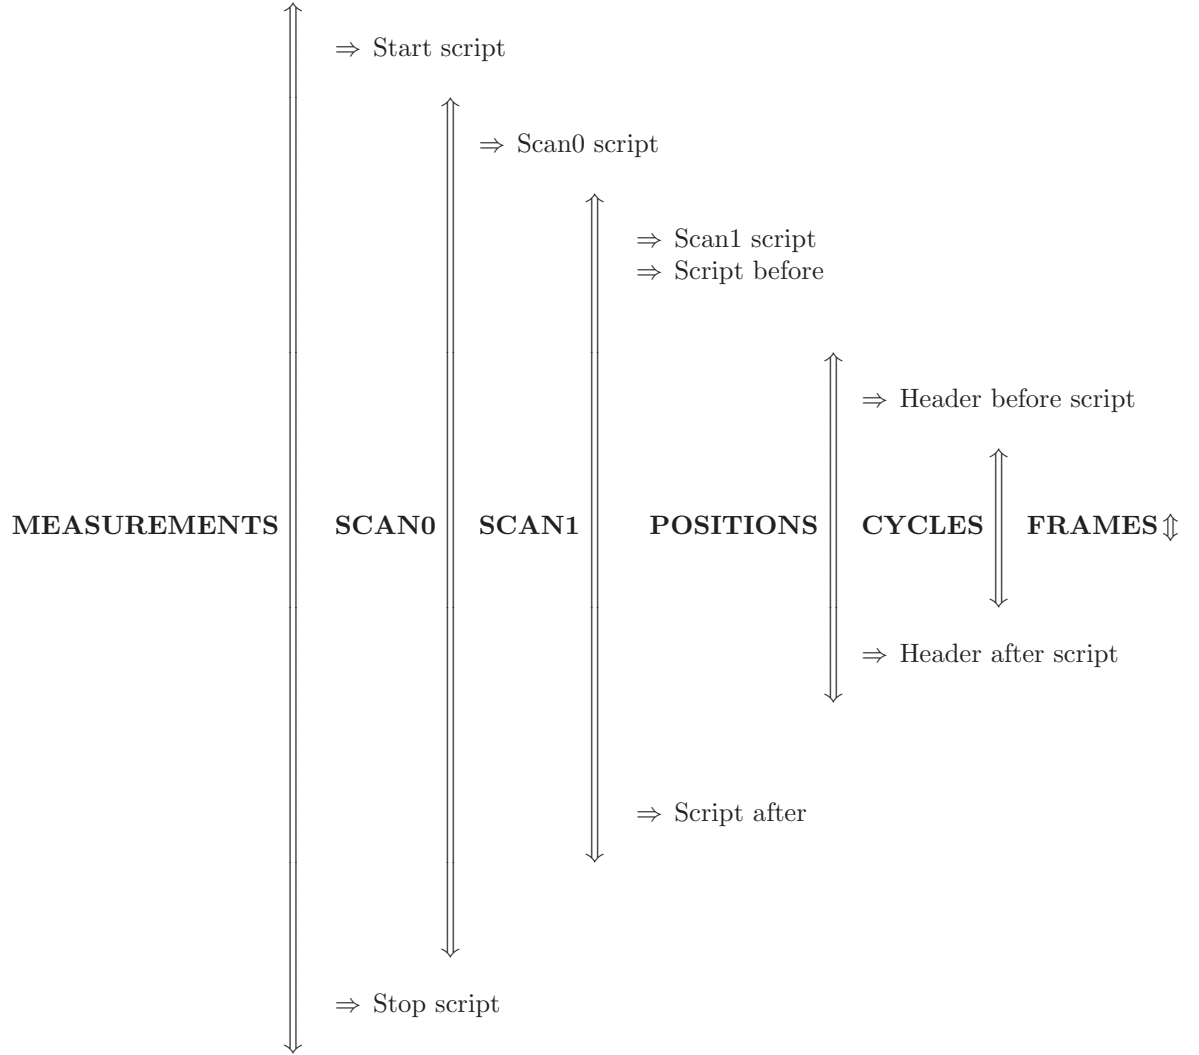 ⇒ Start script
⇒ Scan0 script
⇒ Scan1 script
⇒ Script before
⇒ Header before script
MEASUREMENTS SCAN0 SCAN1 POSITIONS CYCLES FRAMES
⇒ Header after script
⇒ Script after
⇒ Stop script